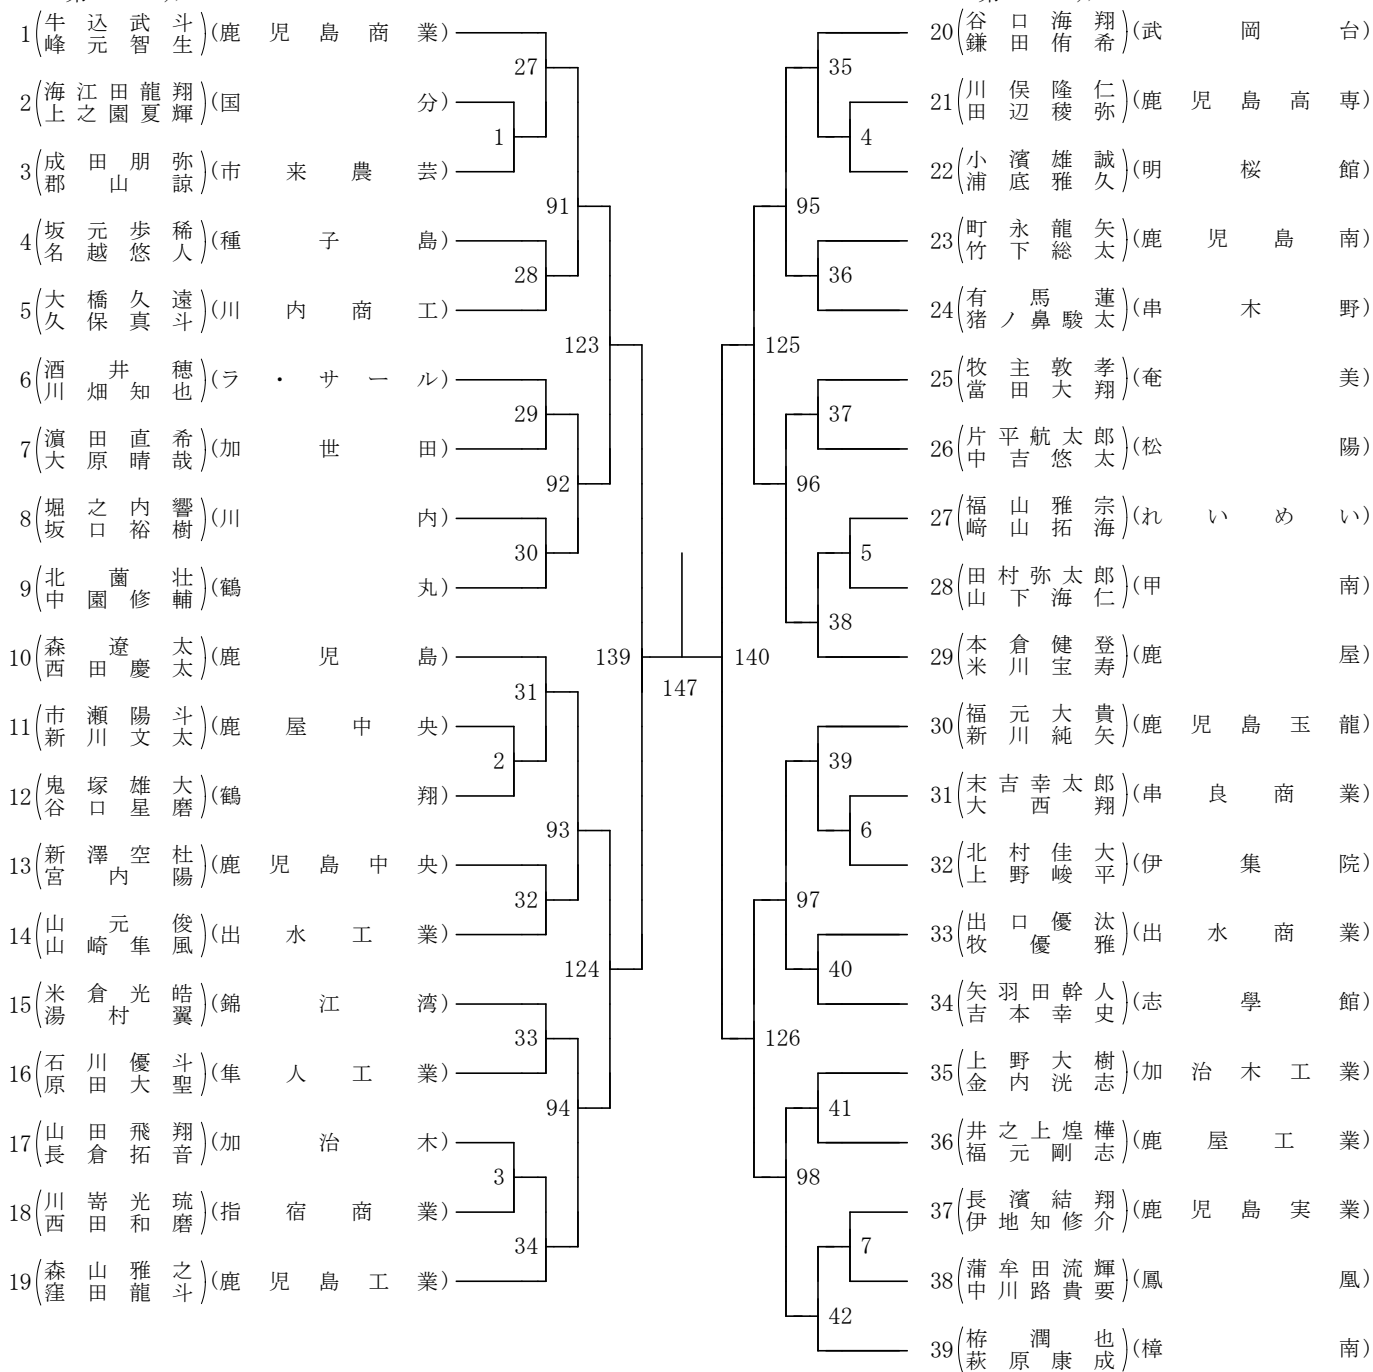 1 牛込武斗 (鹿児島商業)
峰元智生
2 海江田龍翔 (国分)
上之園夏輝
3 成田朋弥 (市来農芸)
郡山諒
4 坂元歩稀 (種子島)
名越悠人
5 大橋久遠 (川内商工)
久保真斗
6 酒井穂 (ラ・サール)
川畑知也
7 濵田直希 (加世田)
大原晴哉
8 堀之内響 (川内)
坂口裕樹
9 北薗壮 (鶴丸)
中園修輔
10 森遼太 (鹿児島)
西田慶太
11 市瀬陽斗 (鹿屋中央)
新川文太
12 鬼塚雄大 (鶴翔)
谷口星磨
13 新澤空杜 (鹿児島中央)
宮内陽
14 山元俊 (出水工業)
山崎隼風
15 米倉光皓 (錦江湾)
湯村翼
16 石川優斗 (隼人工業)
原田大聖
17 山田飛翔 (加治木)
長倉拓音
18 川嵜光琉 (指宿商業)
西田和磨
19 森山雅之 (鹿児島工業)
窪田龍斗
27
1
91
28
123
29
92
30
139
31
2
93
32
124
33
94
3
34
147
140
35
4
95
36
125
37
96
5
38
39
6
97
40
126
41
98
7
42
20 谷口海翔 (武岡台)
鎌田侑希
21 川俣隆仁 (鹿児島高専)
田辺稜弥
22 小濱雄誠 (明桜館)
浦底雅久
23 町永龍矢 (鹿児島南)
竹下総太
24 有馬蓮 (串木野)
猪ノ鼻駿太
25 牧主敦孝 (奄美)
當田大翔
26 片平航太郎 (松陽)
中吉悠太
27 福山雅宗 (れいめい)
﨑山拓海
28 田村弥太郎 (甲南)
山下海仁
29 本倉健登 (鹿屋)
米川宝寿
30 福元大貴 (鹿児島玉龍)
新川純矢
31 末吉幸太郎 (串良商業)
大西翔
32 北村佳大 (伊集院)
上野峻平
33 出口優汰 (出水商業)
牧優雅
34 矢羽田幹人 (志學館)
吉本幸史
35 上野大樹 (加治木工業)
金内洸志
36 井之上煌樺 (鹿屋工業)
福元剛志
37 長濱結翔 (鹿児島実業)
伊地知修介
38 蒲牟田流輝 (鳳凰)
中川路貴要
39 栫潤也 (樟南)
萩原康成